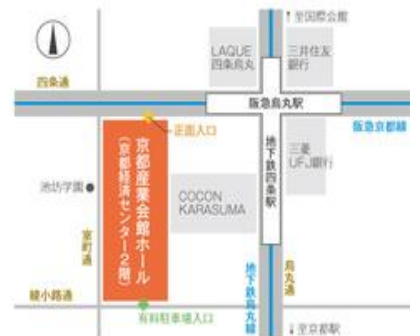 ↑至国際公館
LAQUE
四条烏丸
三井住友
銀行
四条通
阪急烏丸駅
阪急京都線
正面入口
京都産業会館ホール
(京都経済センター2階)
地下鉄四条駅
三菱
UFJ銀行
池坊学園
COCON
KARASUMA
室町通
地下鉄烏丸線
烏丸通
綾小路通
有料駐車場入口
↓至京都駅